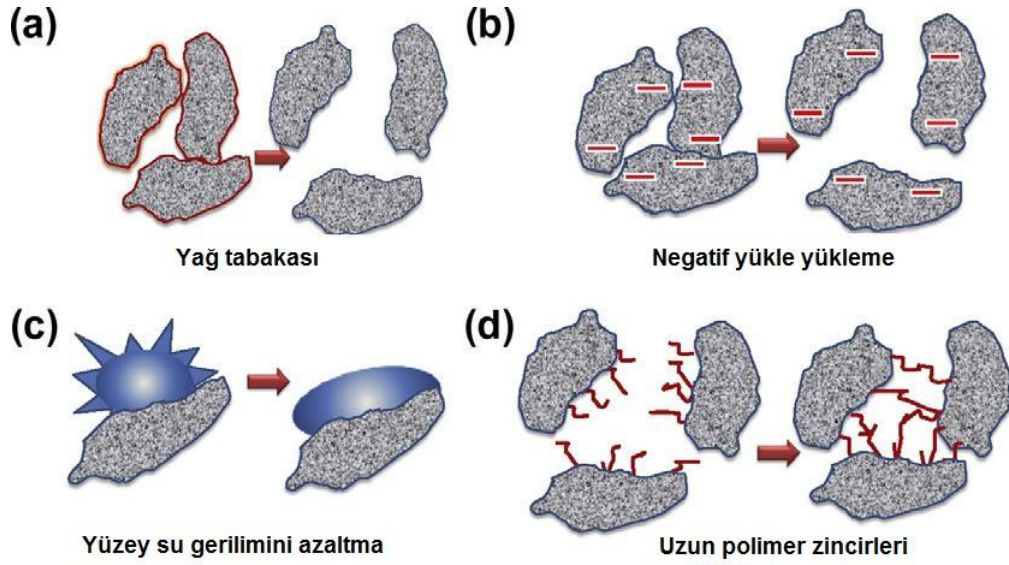 (a)
(b)
Yağ tabakası
Negatif yükle yükleme
(c)
(d)
Yüzey su gerilimini azaltma
Uzun polimer zincirleri